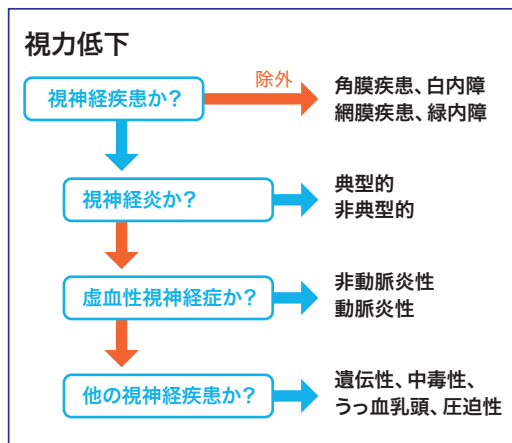 視力低下
視神経疾患か?
除外
角膜疾患、白内障
網膜疾患、緑内障
視神経炎か?
典型的
非典型的
虚血性視神経症か?
非動脈炎性
動脈炎性
他の視神経疾患か?
遺伝性、中毒性、
うっ血乳頭、圧迫性